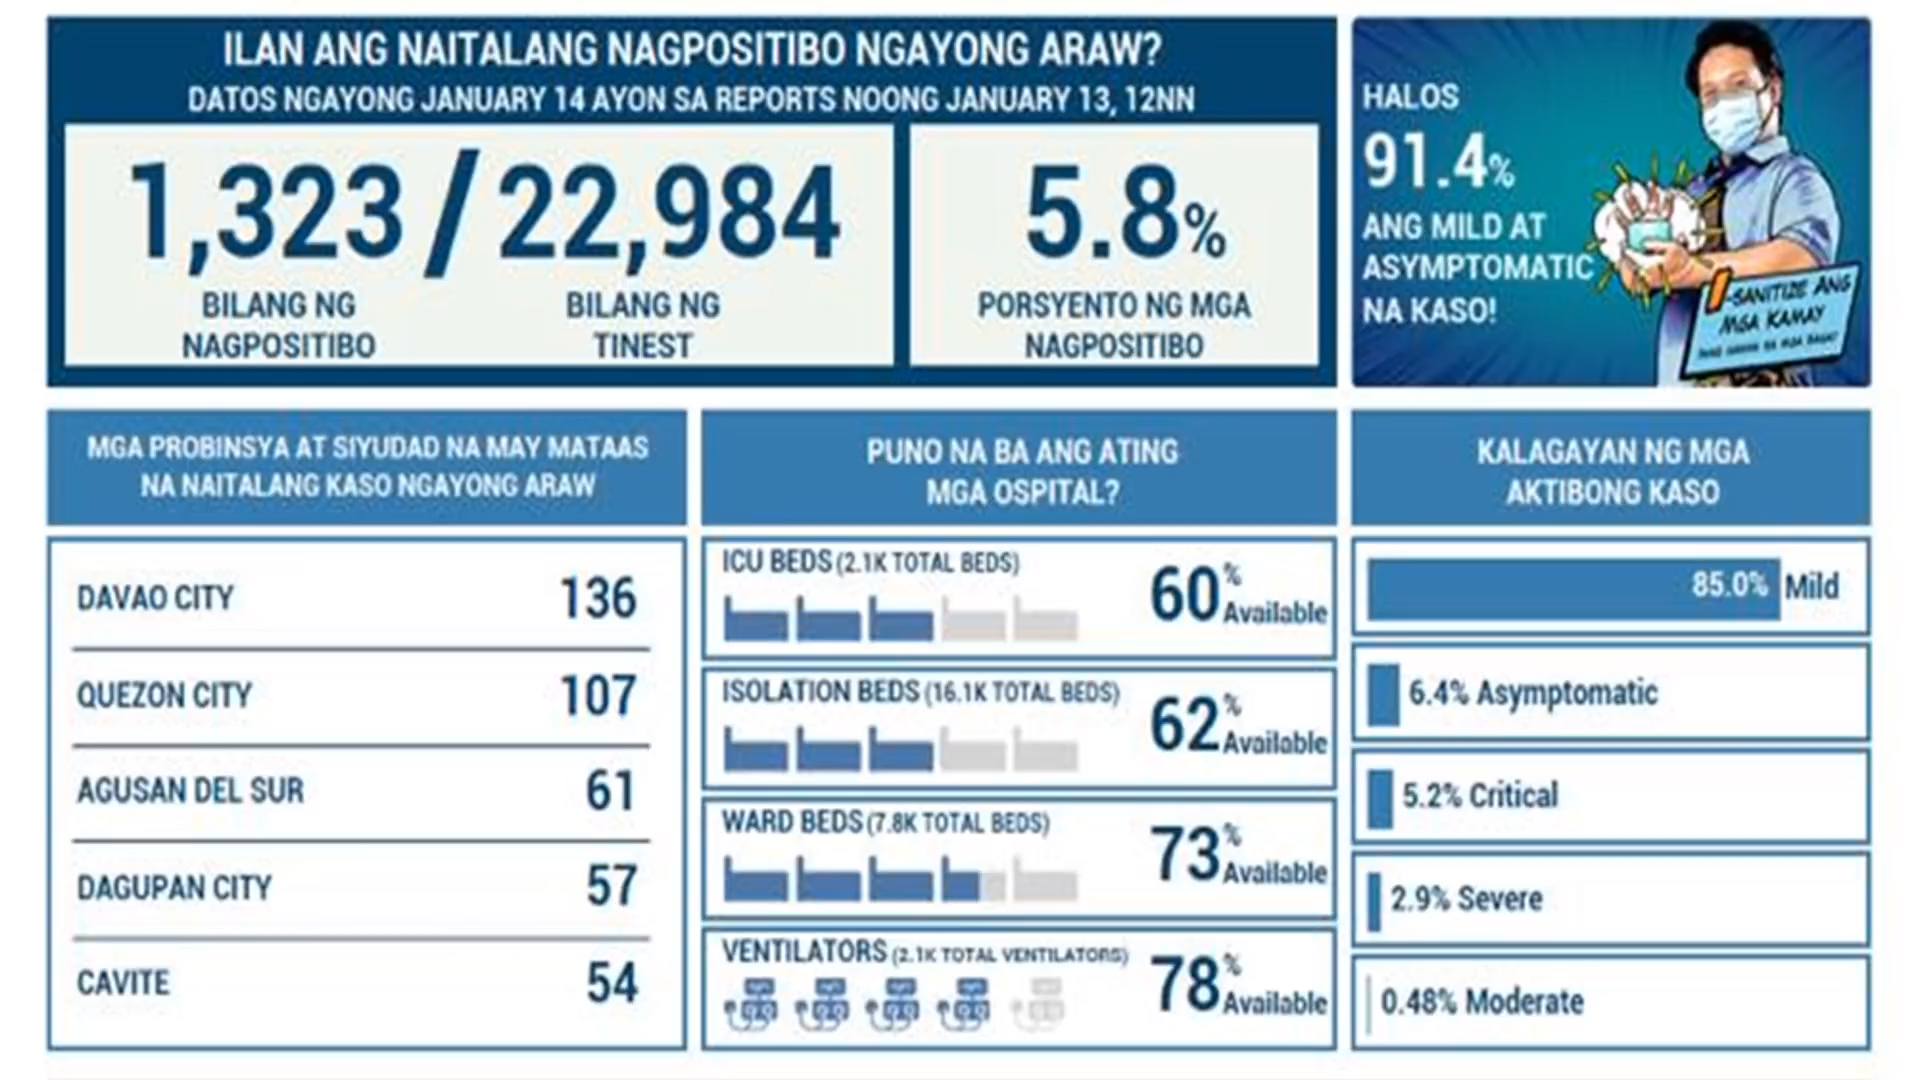 ILAN ANG NAITALANG NAGPOSITIBO NGAYONG ARAW?
DATOS NGAYONG JANUARY 14 AYON SA REPORTS NOONG JANUARY 13, 12NN
1,323 / 22,984
BILANG NG
NAGPOSITIBO
BILANG NG
TINEST
5.8%
PORSYENTO NG MGA
NAGPOSITIBO
HALOS
91.4%
ANG MILD AT
ASYMPTOMATIC
NA KASO!
I-SANITIZE ANG
MGA KAMAY
MGA PROBINSYA AT SIYUDAD NA MAY MATAAS
NA NAITALANG KASO NGAYONG ARAW
DAVAO CITY 136
QUEZON CITY 107
AGUSAN DEL SUR 61
DAGUPAN CITY 57
CAVITE 54
PUNO NA BA ANG ATING
MGA OSPITAL?
ICU BEDS (2.1K TOTAL BEDS)
60% Available
ISOLATION BEDS (16.1K TOTAL BEDS)
62% Available
WARD BEDS (7.8K TOTAL BEDS)
73% Available
VENTILATORS (2.1K TOTAL VENTILATORS)
78% Available
KALAGAYAN NG MGA
AKTIBONG KASO
85.0% Mild
6.4% Asymptomatic
5.2% Critical
2.9% Severe
0.48% Moderate